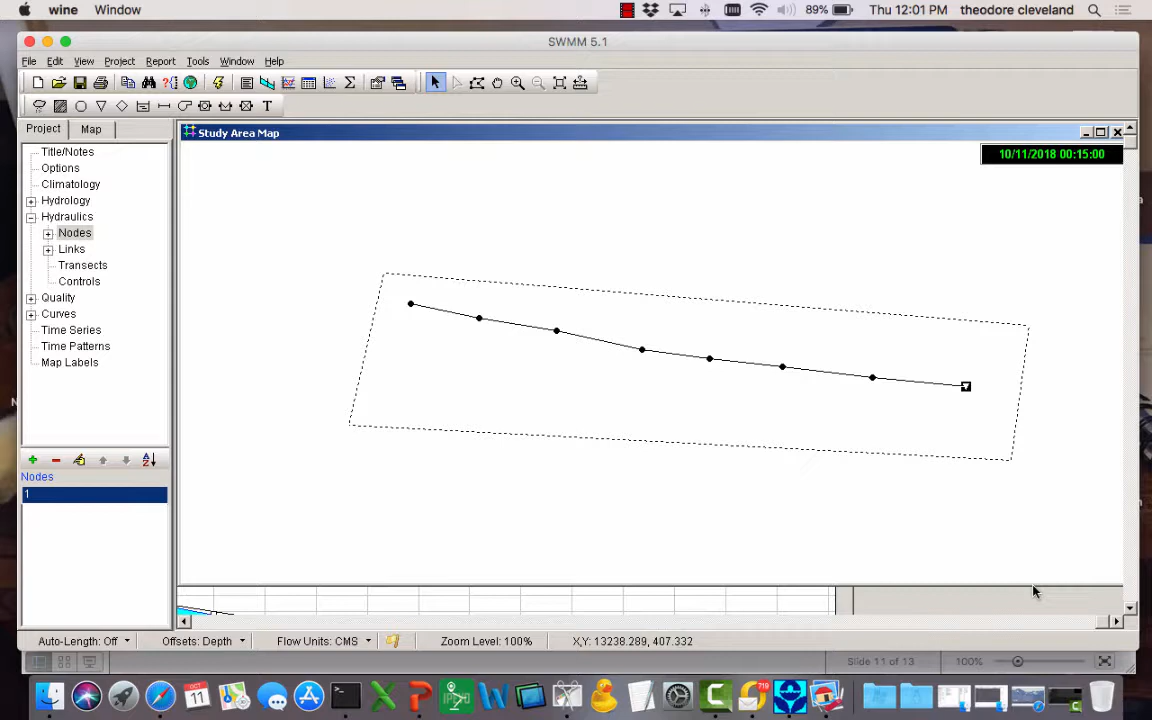 wine Window 89% Thu 12:01 PM theodore cleveland
SWMM 5.1
File Edit View Project Report Tools Window Help
Project Map
Study Area Map
10/11/2018 00:15:00
Title/Notes
Options
Climatology
Hydrology
Hydraulics
Nodes
Links
Transects
Controls
Quality
Curves
Time Series
Time Patterns
Map Labels
Nodes
1
Auto-Length: Off Offsets: Depth Flow Units: CMS Zoom Level: 100% X,Y: 13238.289, 407.332
Slide 11 of 13 100%